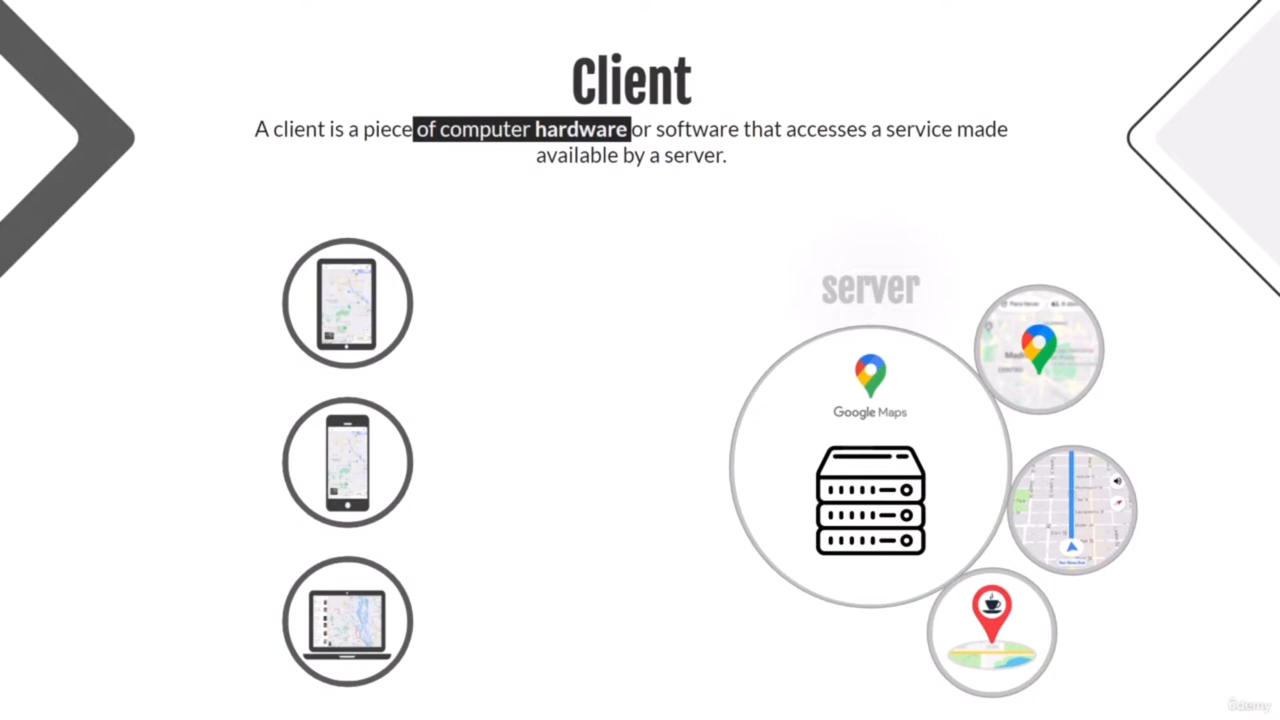 Client
A client is a piece of computer hardware or software that accesses a service made
available by a server.
server
Google Maps
ûdemy